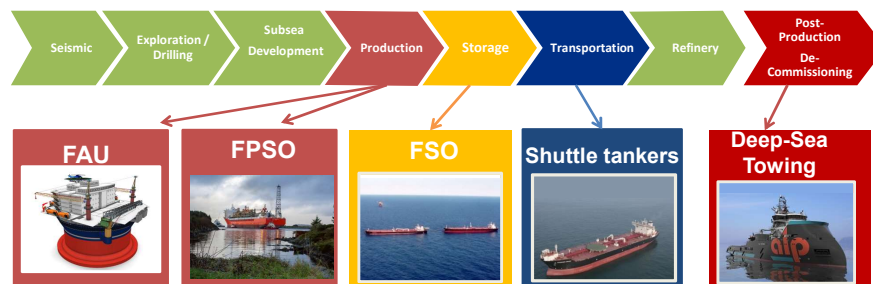 Seismic
Exploration /
Drilling
Subsea
Development
Production
Storage
Transportation
Refinery
Post-
Production
De-
Commissioning
FAU
FPSO
FSO
Shuttle tankers
Deep-Sea
Towing
alp